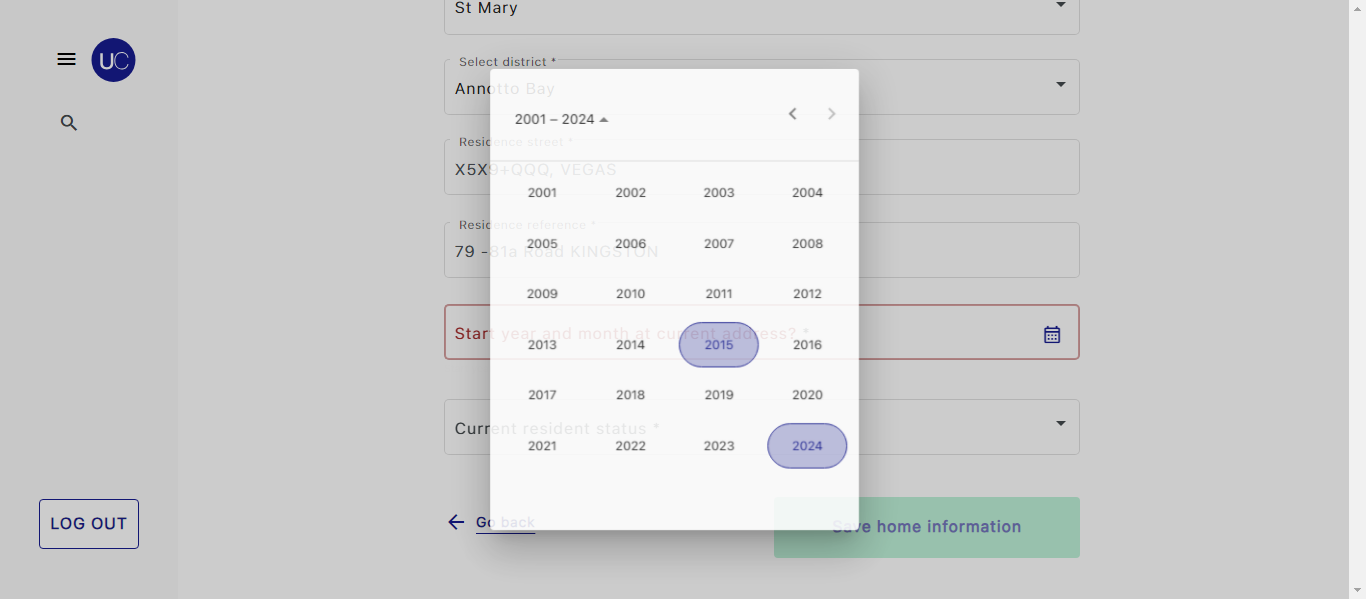 St Mary
UC
Select district *
Annotto Bay
2001 – 2024
Residence street *
X5X9+QQQ, VEGAS
2001 2002 2003 2004
Residence reference *
2005 2006 2007 2008
79 -81a Road KINGSTON
2009 2010 2011 2012
Start year and month at current address? *
2013 2014 2015 2016
2017 2018 2019 2020
Current resident status *
2021 2022 2023 2024
LOG OUT
Go back
Save home information